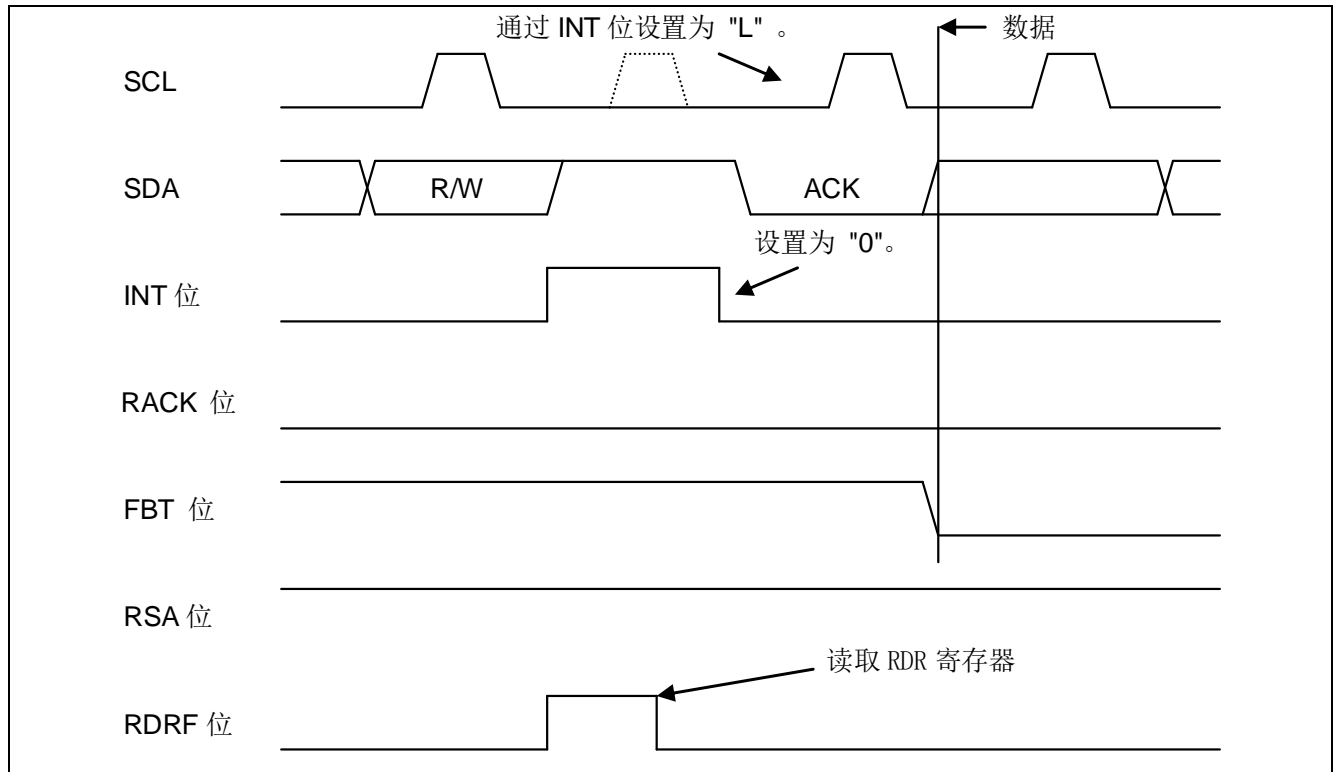 通过 INT 位设置为 "L" 。
数据
SCL
SDA
R/W
ACK
设置为 "0"。
INT 位
RACK 位
FBT 位
RSA 位
读取 RDR 寄存器
RDRF 位